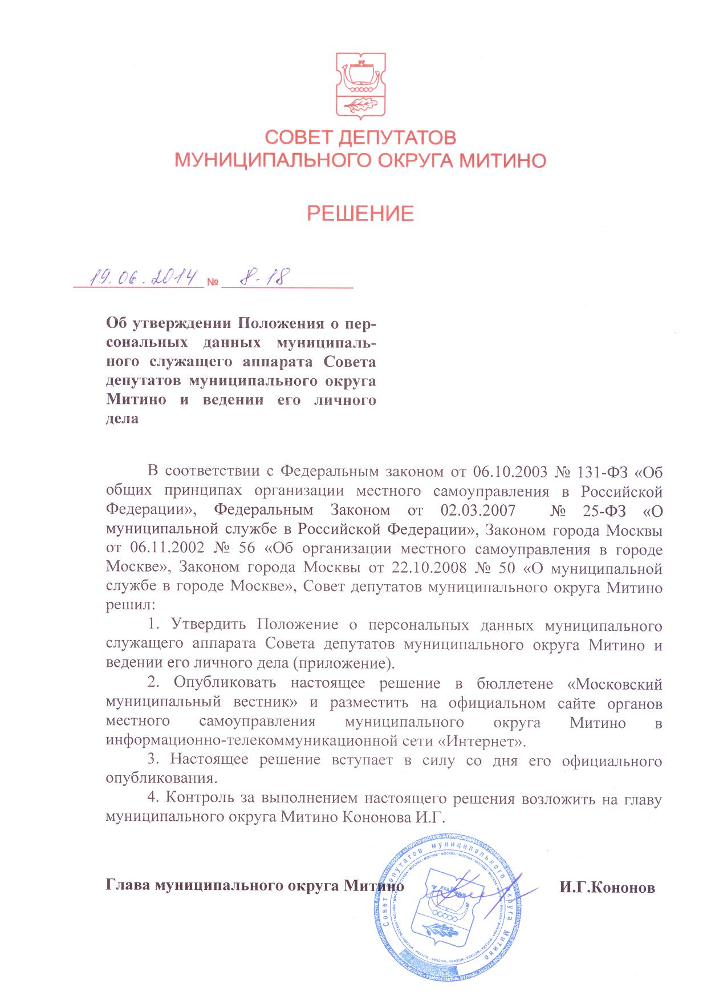 СОВЕТ ДЕПУТАТОВ
МУНИЦИПАЛЬНОГО ОКРУГА МИТИНО
РЕШЕНИЕ
19.06.2014 № 8-18
Об утверждении Положения о пер-
сональных данных муниципаль-
ного служащего аппарата Совета
депутатов муниципального округа
Митино и ведении его личного
дела
В соответствии с Федеральным законом от 06.10.2003 № 131-ФЗ «Об
общих принципах организации местного самоуправления в Российской
Федерации», Федеральным Законом от 02.03.2007 № 25-ФЗ «О
муниципальной службе в Российской Федерации», Законом города Москвы
от 06.11.2002 № 56 «Об организации местного самоуправления в городе
Москве», Законом города Москвы от 22.10.2008 № 50 «О муниципальной
службе в городе Москве», Совет депутатов муниципального округа Митино
решил:
1. Утвердить Положение о персональных данных муниципального
служащего аппарата Совета депутатов муниципального округа Митино и
ведении его личного дела (приложение).
2. Опубликовать настоящее решение в бюллетене «Московский
муниципальный вестник» и разместить на официальном сайте органов
местного самоуправления муниципального округа Митино в
информационно-телекоммуникационной сети «Интернет».
3. Настоящее решение вступает в силу со дня его официального
опубликования.
4. Контроль за выполнением настоящего решения возложить на главу
муниципального округа Митино Кононова И.Г.
Глава муниципального округа Митино И.Г.Кононов
Совет депутатов муниципального округа Митино